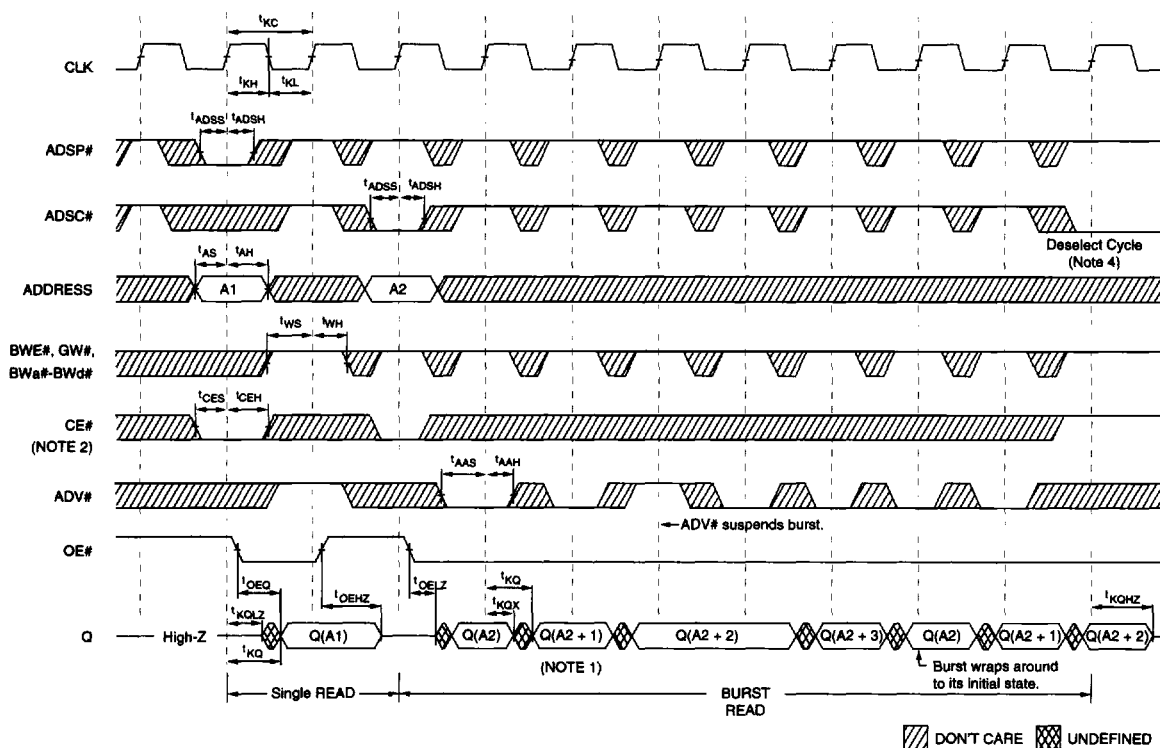 tKC
CLK
tKH tKL
tADSS tADSH
ADSP#
tADSS tADSH
ADSC#
Deselect Cycle
(Note 4)
tAS tAH
ADDRESS A1 A2
tWS tWH
BWE#, GW#,
BWa#-BWd#
tCES tCEH
CE#
(NOTE 2)
tAAS tAAH
ADV#
ADV# suspends burst.
OE#
tOEQ tOEHZ tOELZ tKQ
tKQLZ tKQX tKQHZ
Q High-Z Q(A1) Q(A2) Q(A2 + 1) Q(A2 + 2) Q(A2 + 3) Q(A2) Q(A2 + 1) Q(A2 + 2)
tKQ
(NOTE 1)
Burst wraps around
to its initial state.
Single READ BURST
READ
DON'T CARE UNDEFINED